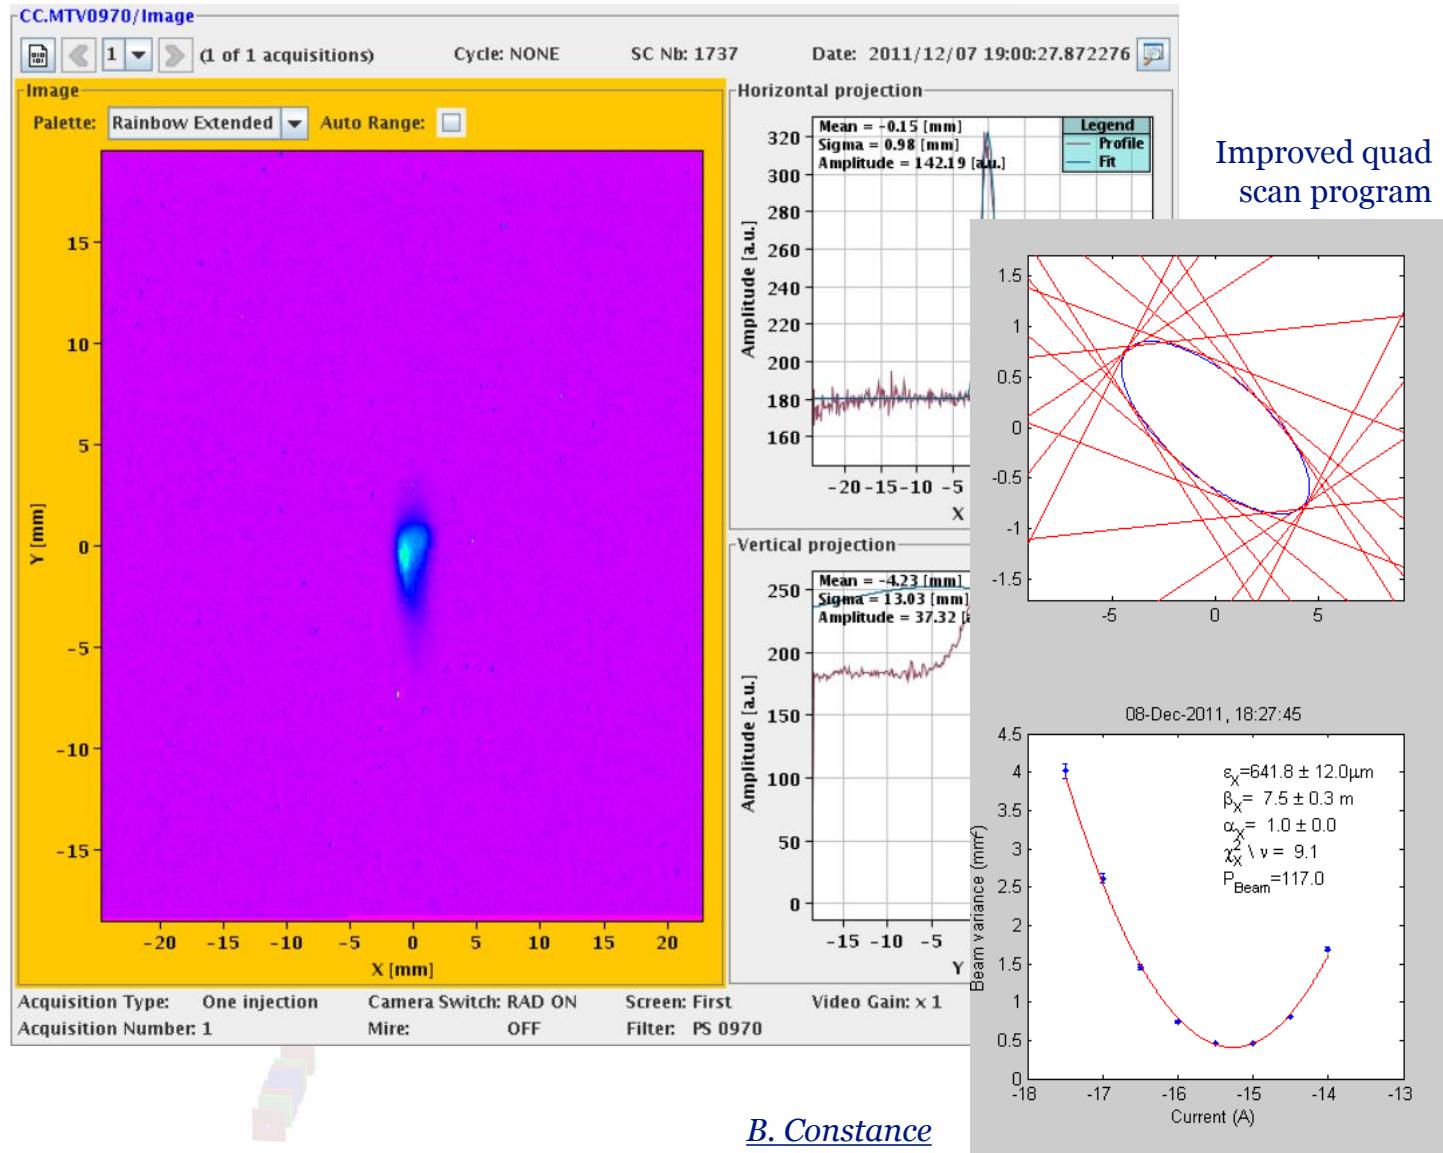 CC.MTV0970/Image
1 (1 of 1 acquisitions) Cycle: NONE SC Nb: 1737 Date: 2011/12/07 19:00:27.872276
Image
Palette: Rainbow Extended Auto Range:
15
10
5
0
-5
-10
-15
Y [mm]
-20 -15 -10 -5 0 5 10 15 20
X [mm]
Horizontal projection
Mean = -0.15 [mm]
Sigma = 0.98 [mm]
Amplitude = 142.19 [a.u.]
Legend
Profile
Fit
320
300
280
260
240
220
200
180
160
Amplitude [a.u.]
-20 -15 -10 -5
X
Vertical projection
Mean = -4.23 [mm]
Sigma = 13.03 [mm]
Amplitude = 37.32
250
200
150
100
50
0
Amplitude [a.u.]
-15 -10 -5
Y
Acquisition Type: One injection Camera Switch: RAD ON Screen: First Video Gain: x 1
Acquisition Number: 1 Mire: OFF Filter: PS 0970
Improved quad
scan program
1.5
1
0.5
0
-0.5
-1
-1.5
-5 0 5
08-Dec-2011, 18:27:45
4.5
4
3.5
3
2.5
2
1.5
1
0.5
0
Beam variance (mm²)
εX=641.8 ± 12.0µm
βX= 7.5 ± 0.3 m
αX= 1.0 ± 0.0
χ²X \ ν = 9.1
PBeam=117.0
-18 -17 -16 -15 -14 -13
Current (A)
B. Constance